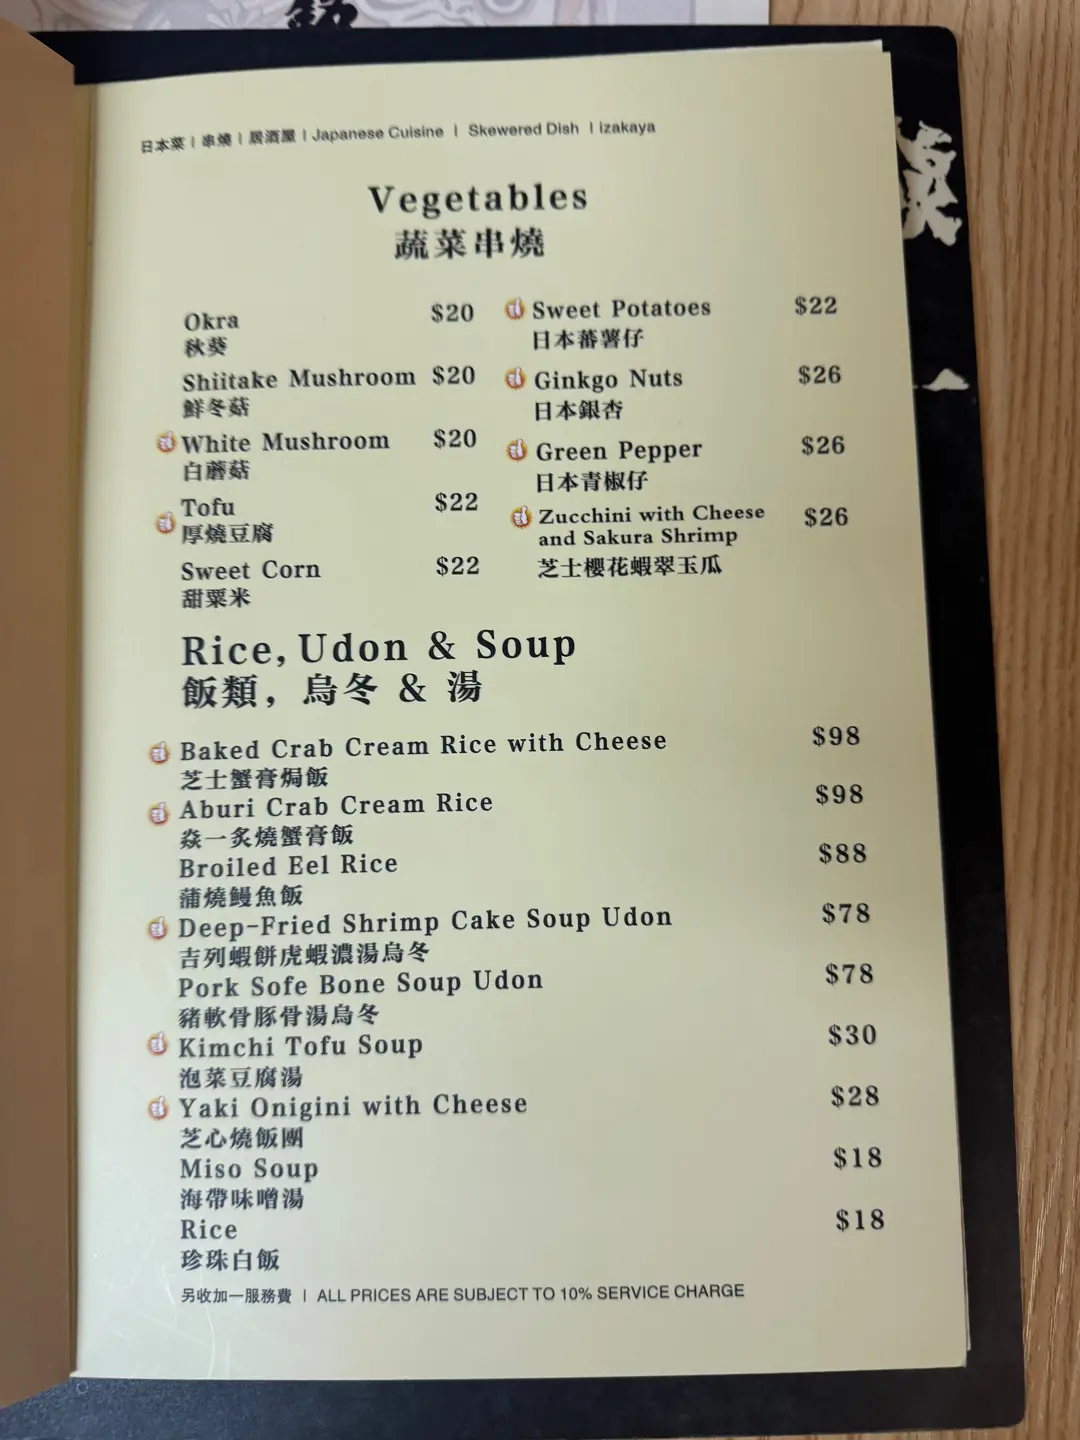 日本菜 | 串燒 | 居酒屋 | Japanese Cuisine | Skewered Dish | Izakaya
Vegetables
蔬菜串燒
Okra $20
秋葵
Shiitake Mushroom $20
鮮冬菇
White Mushroom $20
白蘑菇
Tofu $22
厚燒豆腐
Sweet Corn $22
甜粟米
Sweet Potatoes $22
日本蕃薯仔
Ginkgo Nuts $26
日本銀杏
Green Pepper $26
日本青椒仔
Zucchini with Cheese $26
and Sakura Shrimp
芝士櫻花蝦翠玉瓜
Rice, Udon & Soup
飯類，烏冬 & 湯
Baked Crab Cream Rice with Cheese $98
芝士蟹膏焗飯
Aburi Crab Cream Rice $98
焱一炙燒蟹膏飯
Broiled Eel Rice $88
蒲燒鰻魚飯
Deep-Fried Shrimp Cake Soup Udon $78
吉列蝦餅虎蝦濃湯烏冬
Pork Sofe Bone Soup Udon $78
豬軟骨豚骨湯烏冬
Kimchi Tofu Soup $30
泡菜豆腐湯
Yaki Onigini with Cheese $28
芝心燒飯團
Miso Soup $18
海帶味噌湯
Rice $18
珍珠白飯
另收加一服務費 | ALL PRICES ARE SUBJECT TO 10% SERVICE CHARGE